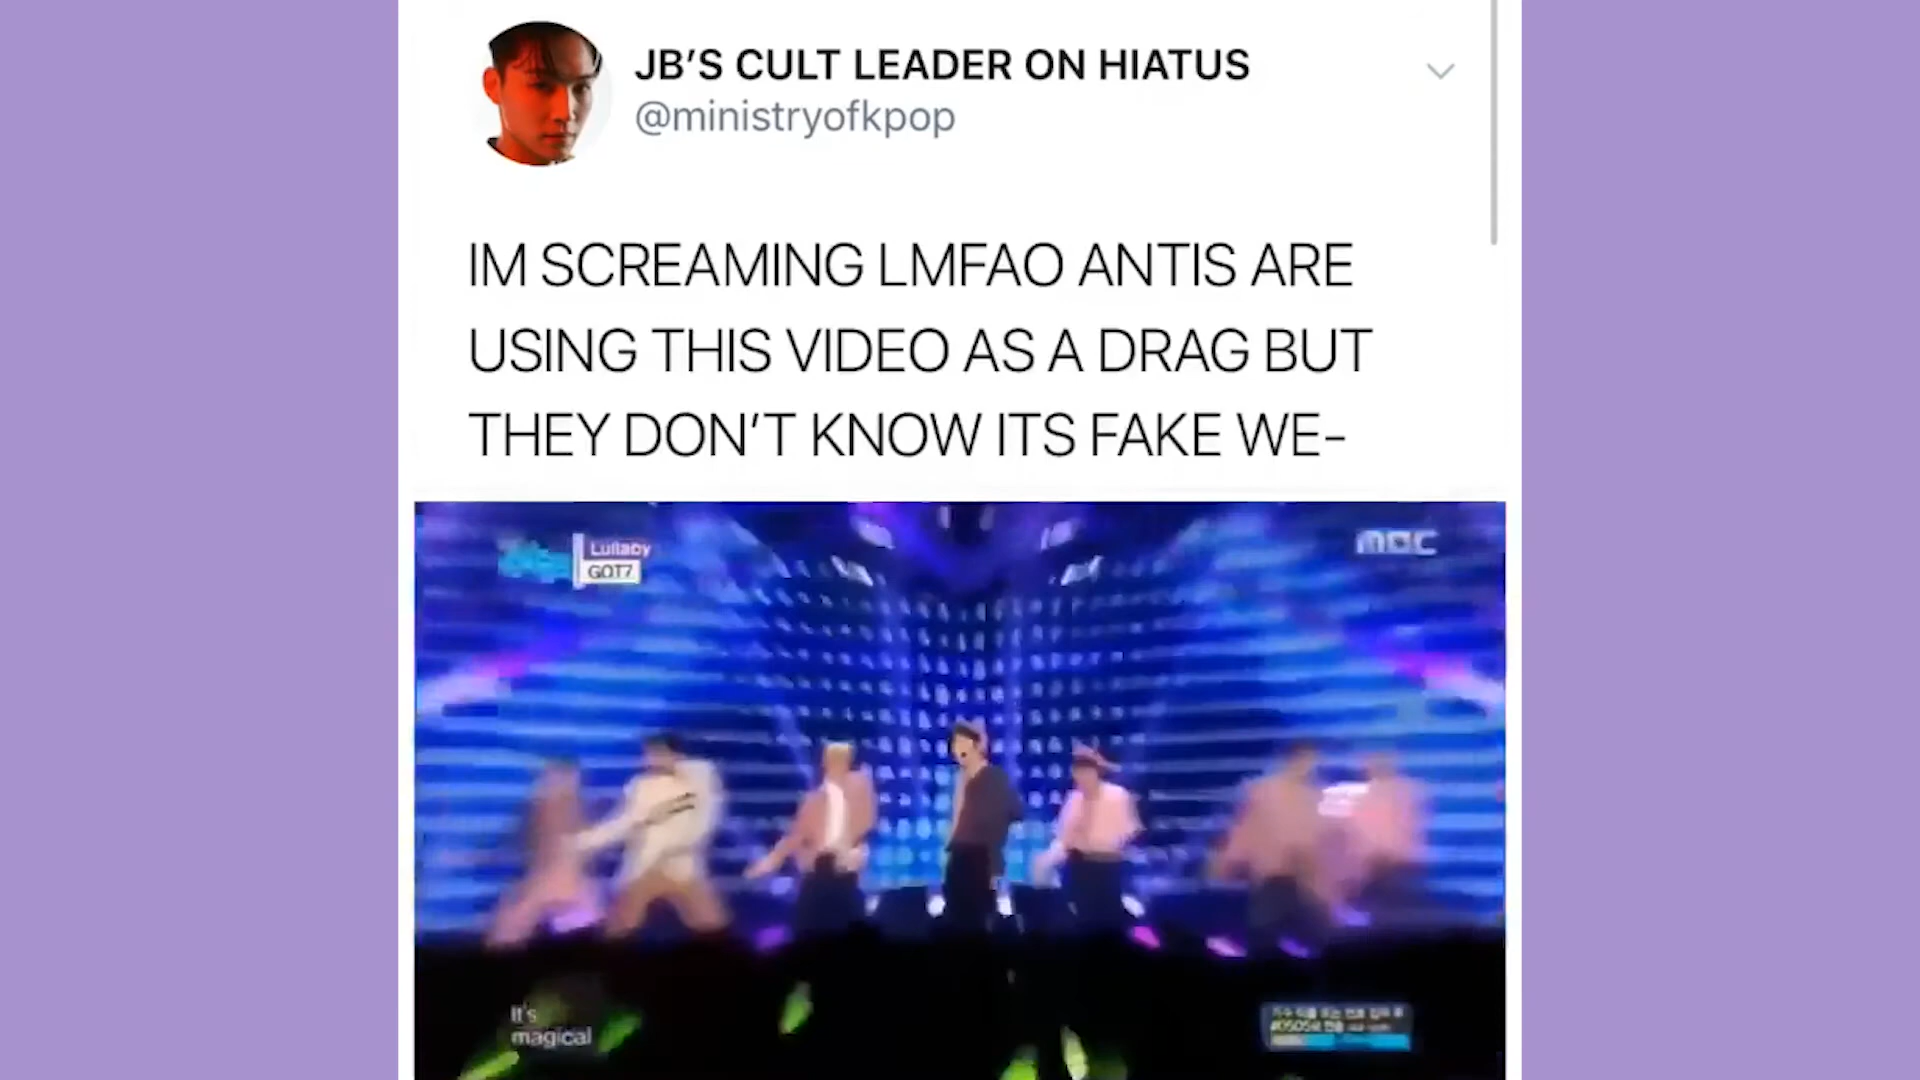 JB'S CULT LEADER ON HIATUS
@ministryofkpop
IM SCREAMING LMFAO ANTIS ARE
USING THIS VIDEO AS A DRAG BUT
THEY DON'T KNOW ITS FAKE WE-
Lullaby
GOT7
MBC
It's
magical